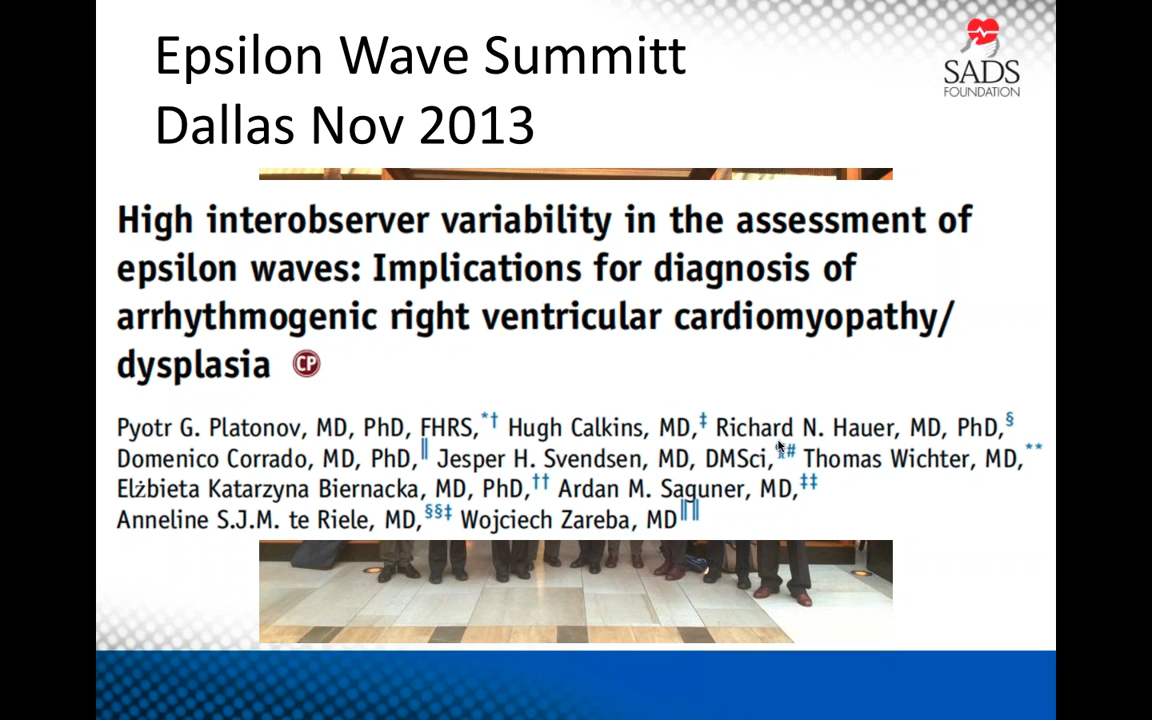 Epsilon Wave Summitt
Dallas Nov 2013
SADS
FOUNDATION
High interobserver variability in the assessment of
epsilon waves: Implications for diagnosis of
arrhythmogenic right ventricular cardiomyopathy/
dysplasia CP
Pyotr G. Platonov, MD, PhD, FHRS,*† Hugh Calkins, MD,‡ Richard N. Hauer, MD, PhD,§
Domenico Corrado, MD, PhD,‖ Jesper H. Svendsen, MD, DMSci,¶# Thomas Wichter, MD,**
Elżbieta Katarzyna Biernacka, MD, PhD,†† Ardan M. Saguner, MD,‡‡
Anneline S.J.M. te Riele, MD,§§‡ Wojciech Zareba, MD‖‖